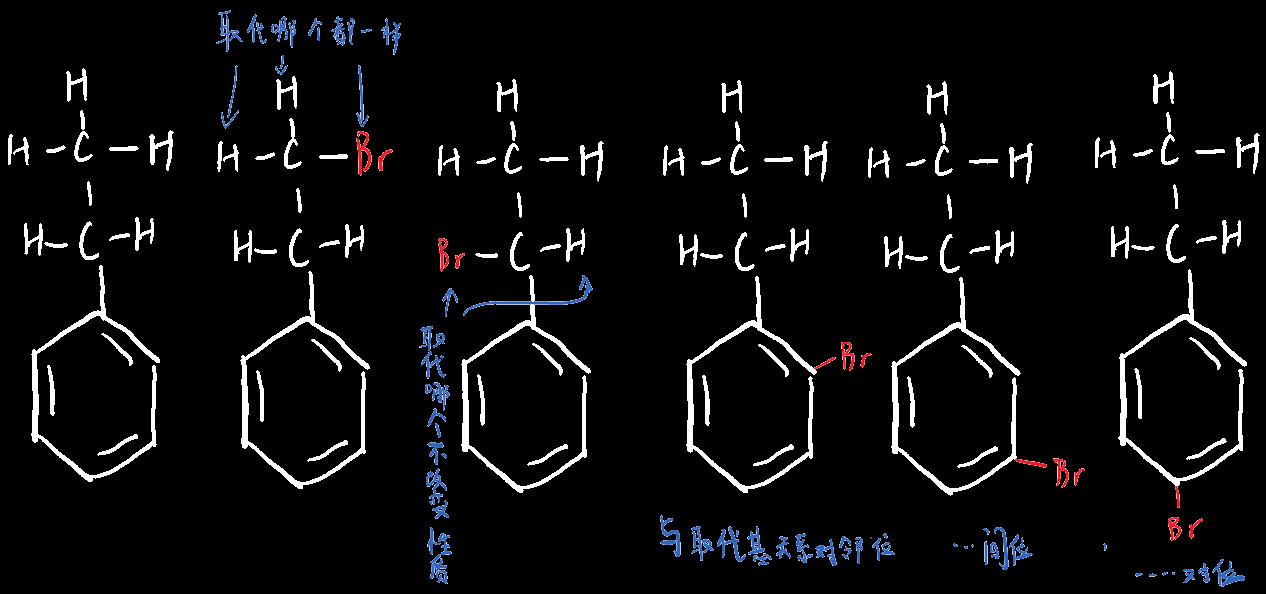 取代哪个都一样
H H H H H H
H-C-H H-C-Br H-C-H H-C-H H-C-H H-C-H
H-C-H H-C-H Br-C-H H-C-H H-C-H H-C-H
取代哪个不改变性质
Br
Br
Br
与取代基关系对邻位
…间位
……对位